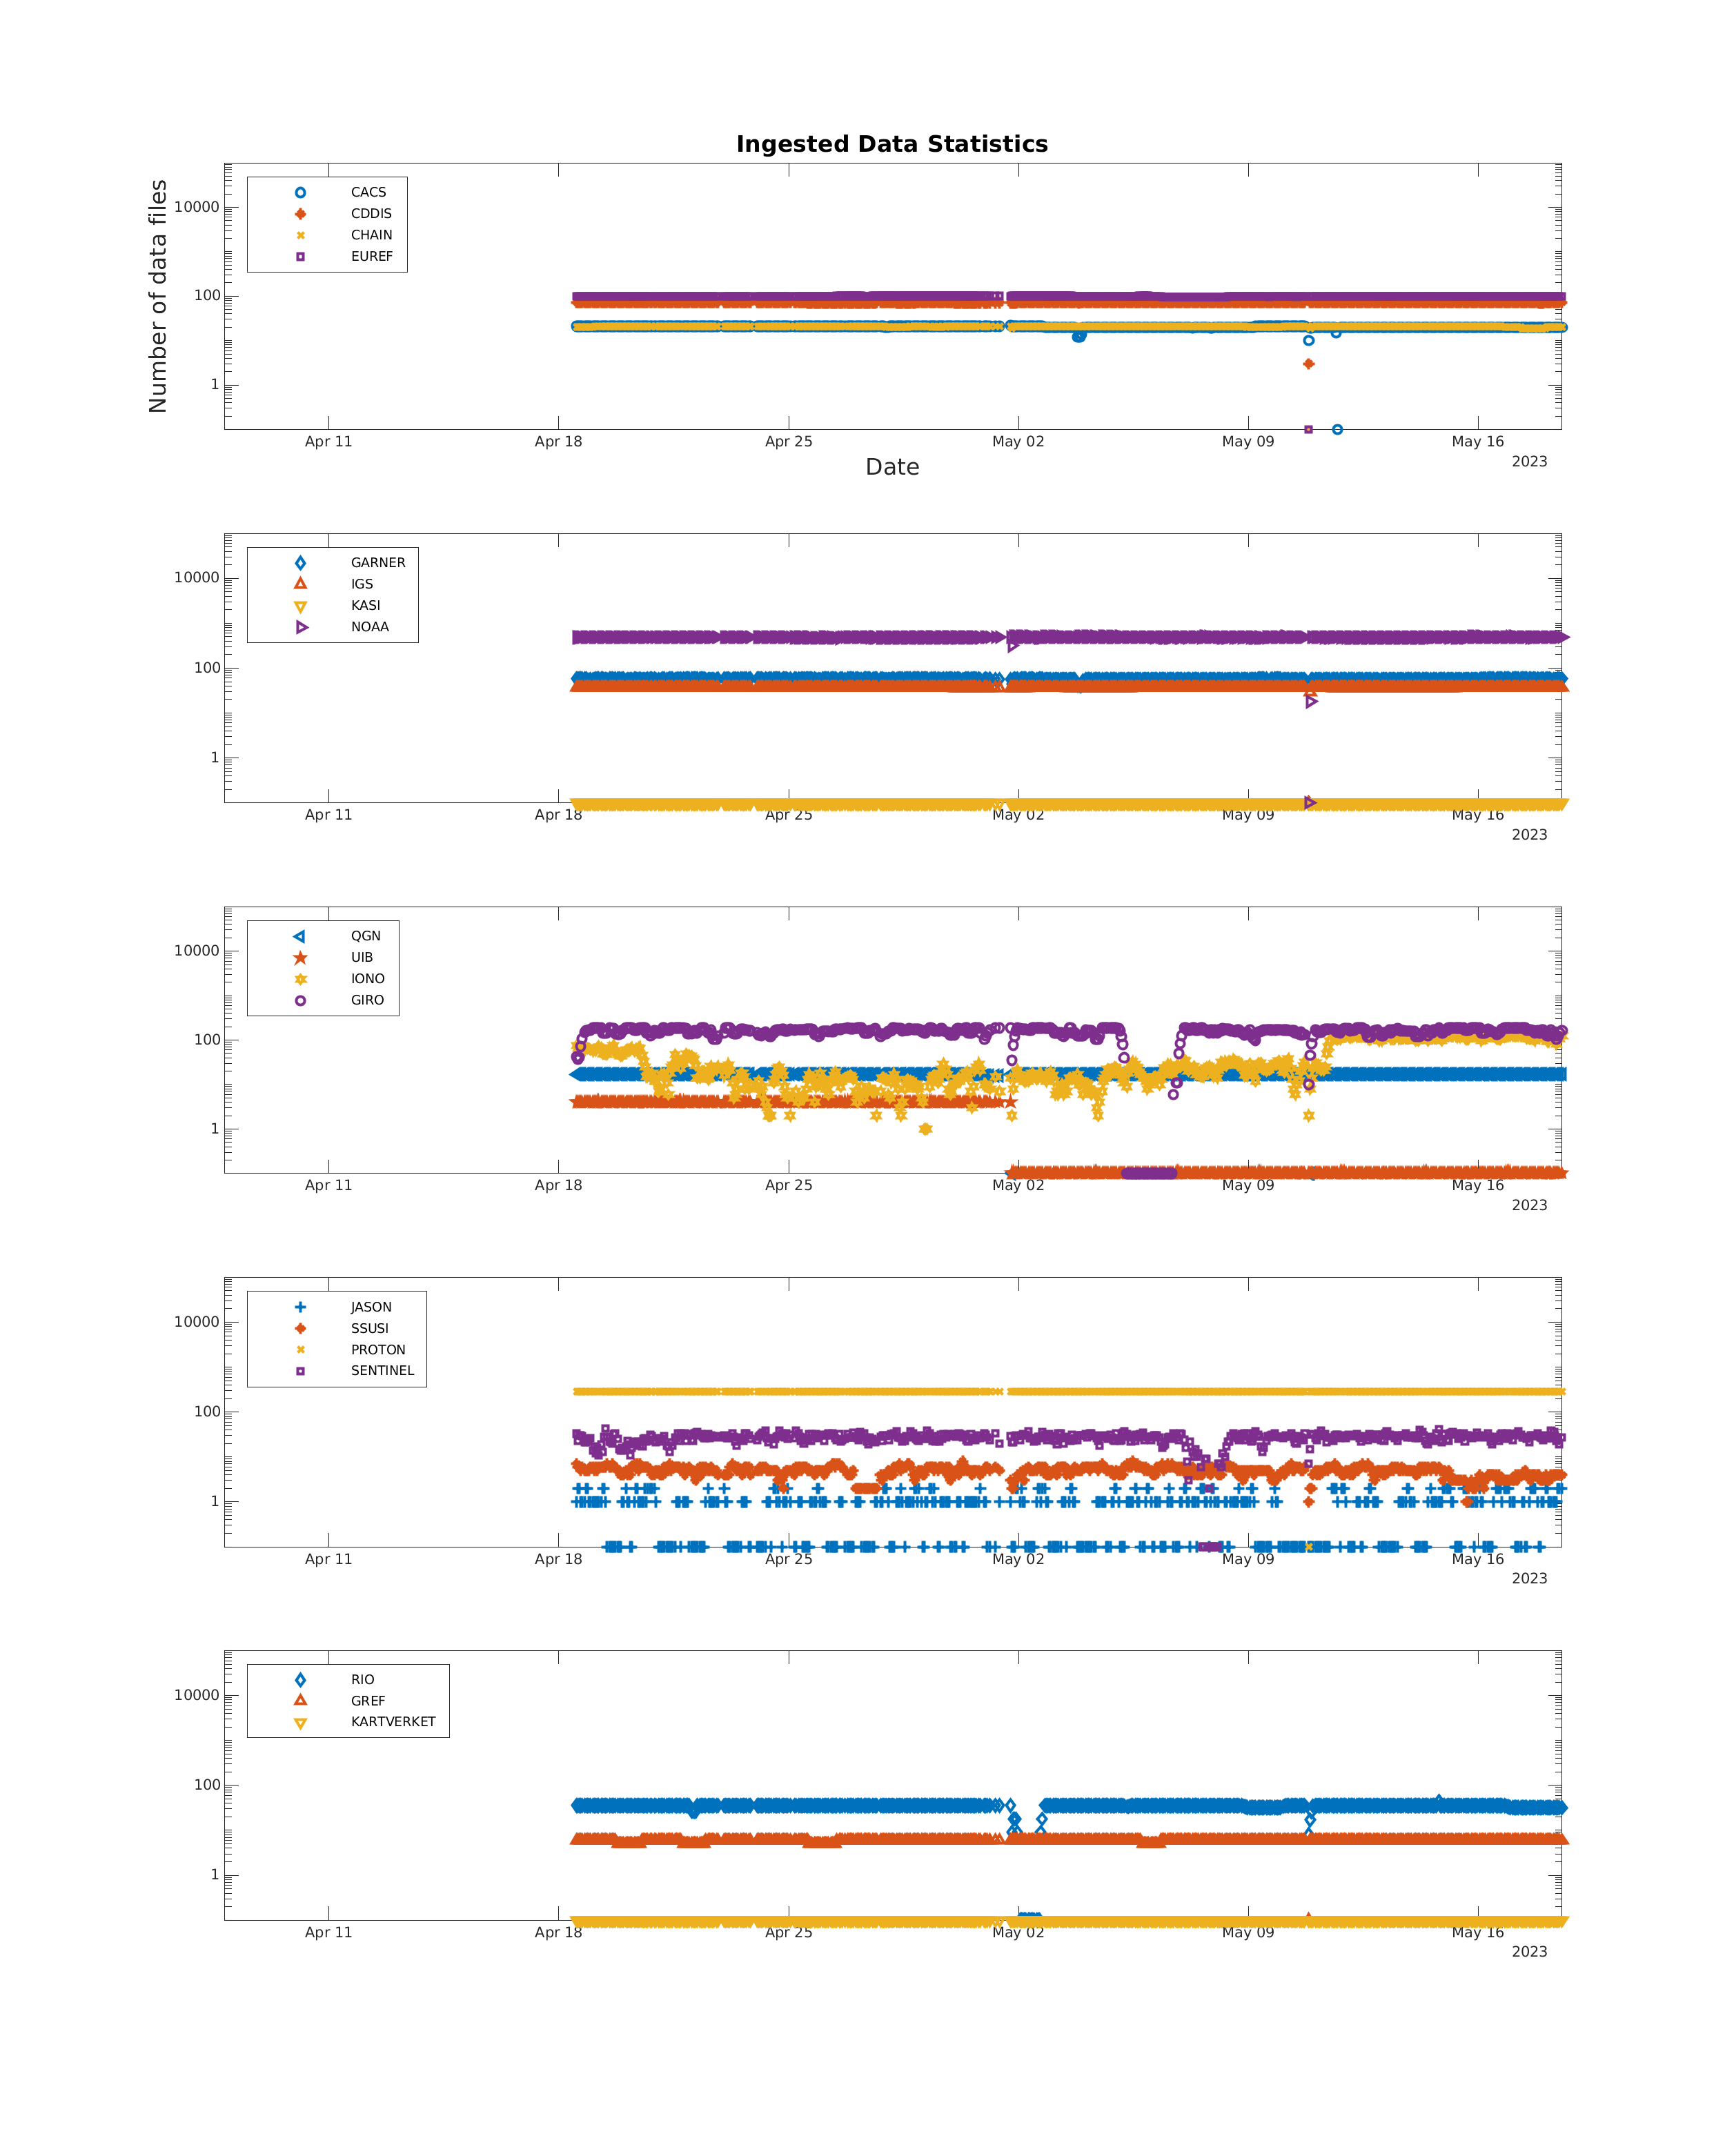 Ingested Data Statistics
Number of data files
10000
100
1
CACS
CDDIS
CHAIN
EUREF
Apr 11 Apr 18 Apr 25 May 02 May 09 May 16
2023
Date
10000
100
1
GARNER
IGS
KASI
NOAA
Apr 11 Apr 18 Apr 25 May 02 May 09 May 16
2023
10000
100
1
QGN
UIB
IONO
GIRO
Apr 11 Apr 18 Apr 25 May 02 May 09 May 16
2023
10000
100
1
JASON
SSUSI
PROTON
SENTINEL
Apr 11 Apr 18 Apr 25 May 02 May 09 May 16
2023
10000
100
1
RIO
GREF
KARTVERKET
Apr 11 Apr 18 Apr 25 May 02 May 09 May 16
2023